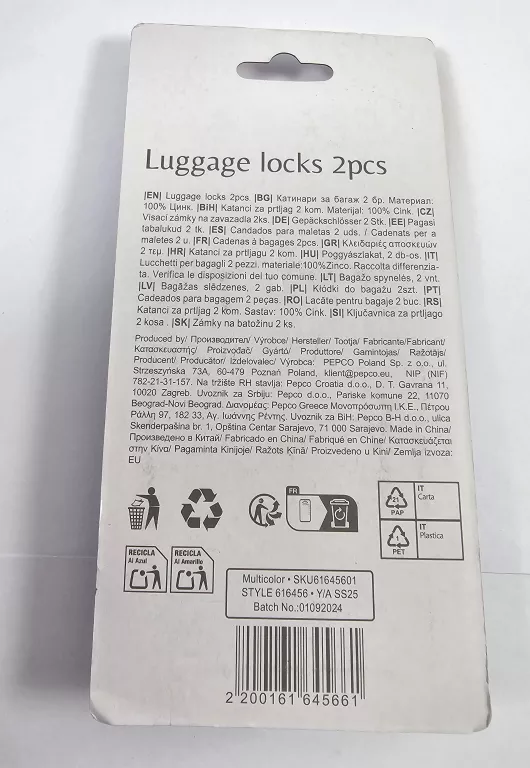 Luggage locks 2pcs
|EN| Luggage locks 2pcs. |BG| Катинари за багаж 2 бр. Материал:
100% Цинк. |BiH| Katanci za prtljag 2 kom. Materijal: 100% Cink. |CZ|
Visací zámky na zavazadla 2ks. |DE| Gepäckschlösser 2 Stk. |EE| Pagasi
tabalukud 2 tk. |ES| Candados para maletas 2 uds. / Cadenats per a
maletes 2 u. |FR| Cadenas à bagages 2pcs. |GR| Κλειδαριές αποσκευών
2 τεμ. |HR| Katanci za prtljagu 2 kom. |HU| Poggyászlakat, 2 db-os. |IT|
Lucchetti per bagagli 2 pezzi. materiale:100%Zinco. Raccolta differenzia-
ta. Verifica le disposizioni del tuo comune. |LT| Bagažo spynelės, 2 vnt.
|LV| Bagāžas slēdzenes, 2 gab. |PL| Kłódki do bagażu 2szt. |PT|
Cadeados para bagagem 2 peças. |RO| Lacăte pentru bagaje 2 buc. |RS|
Katanci za prtljag 2 kom. Sastav: 100% Cink. |SI| Ključavnica za prtljago
2 kosa . |SK| Zámky na batožinu 2 ks.
Produced by/ Производител/ Výrobce/ Hersteller/ Tootja/ Fabricante/Fabricant/
Κατασκευαστής/ Proizvođač/ Gyártó/ Produttore/ Gamintojas/ Ražotājs/
Producent/ Producător/ Izdelovalec/ Výrobca: PEPCO Poland Sp. z o.o., ul.
Strzeszyńska 73A, 60-479 Poznań Poland, klient@pepco.eu, NIP (NIF)
782-21-31-157. Na tržište RH stavlja: Pepco Croatia d.o.o., D. T. Gavrana 11,
10020 Zagreb. Uvoznik za Srbiju: Pepco d.o.o., Pariske komune 22, 11070
Beograd-Novi Beograd. Διανομέας: Pepco Greece Μονοπρόσωπη Ι.Κ.Ε., Πέτρου
Ράλλη 97, 182 33, Αγ. Ιωάννης Ρέντης. Uvoznik za BiH: Pepco B-H d.o.o., ulica
Skenderpašina br. 1, Opština Centar Sarajevo, 71 000 Sarajevo. Made in China/
Произведено в Китай/ Fabricado en China/ Fabriqué en Chine/ Κατασκευάζεται
στην Κίνα/ Pagaminta Kinijoje/ Ražots Ķīnā/ Proizvedeno u Kini/ Zemlja izvoza:
EU
FR
21
PAP
IT
Carta
1
PET
IT
Plastica
RECICLA
Al Azul
RECICLA
Al Amarillo
Multicolor • SKU61645601
STYLE 616456 • Y/A SS25
Batch No.:01092024
2 200161 645661